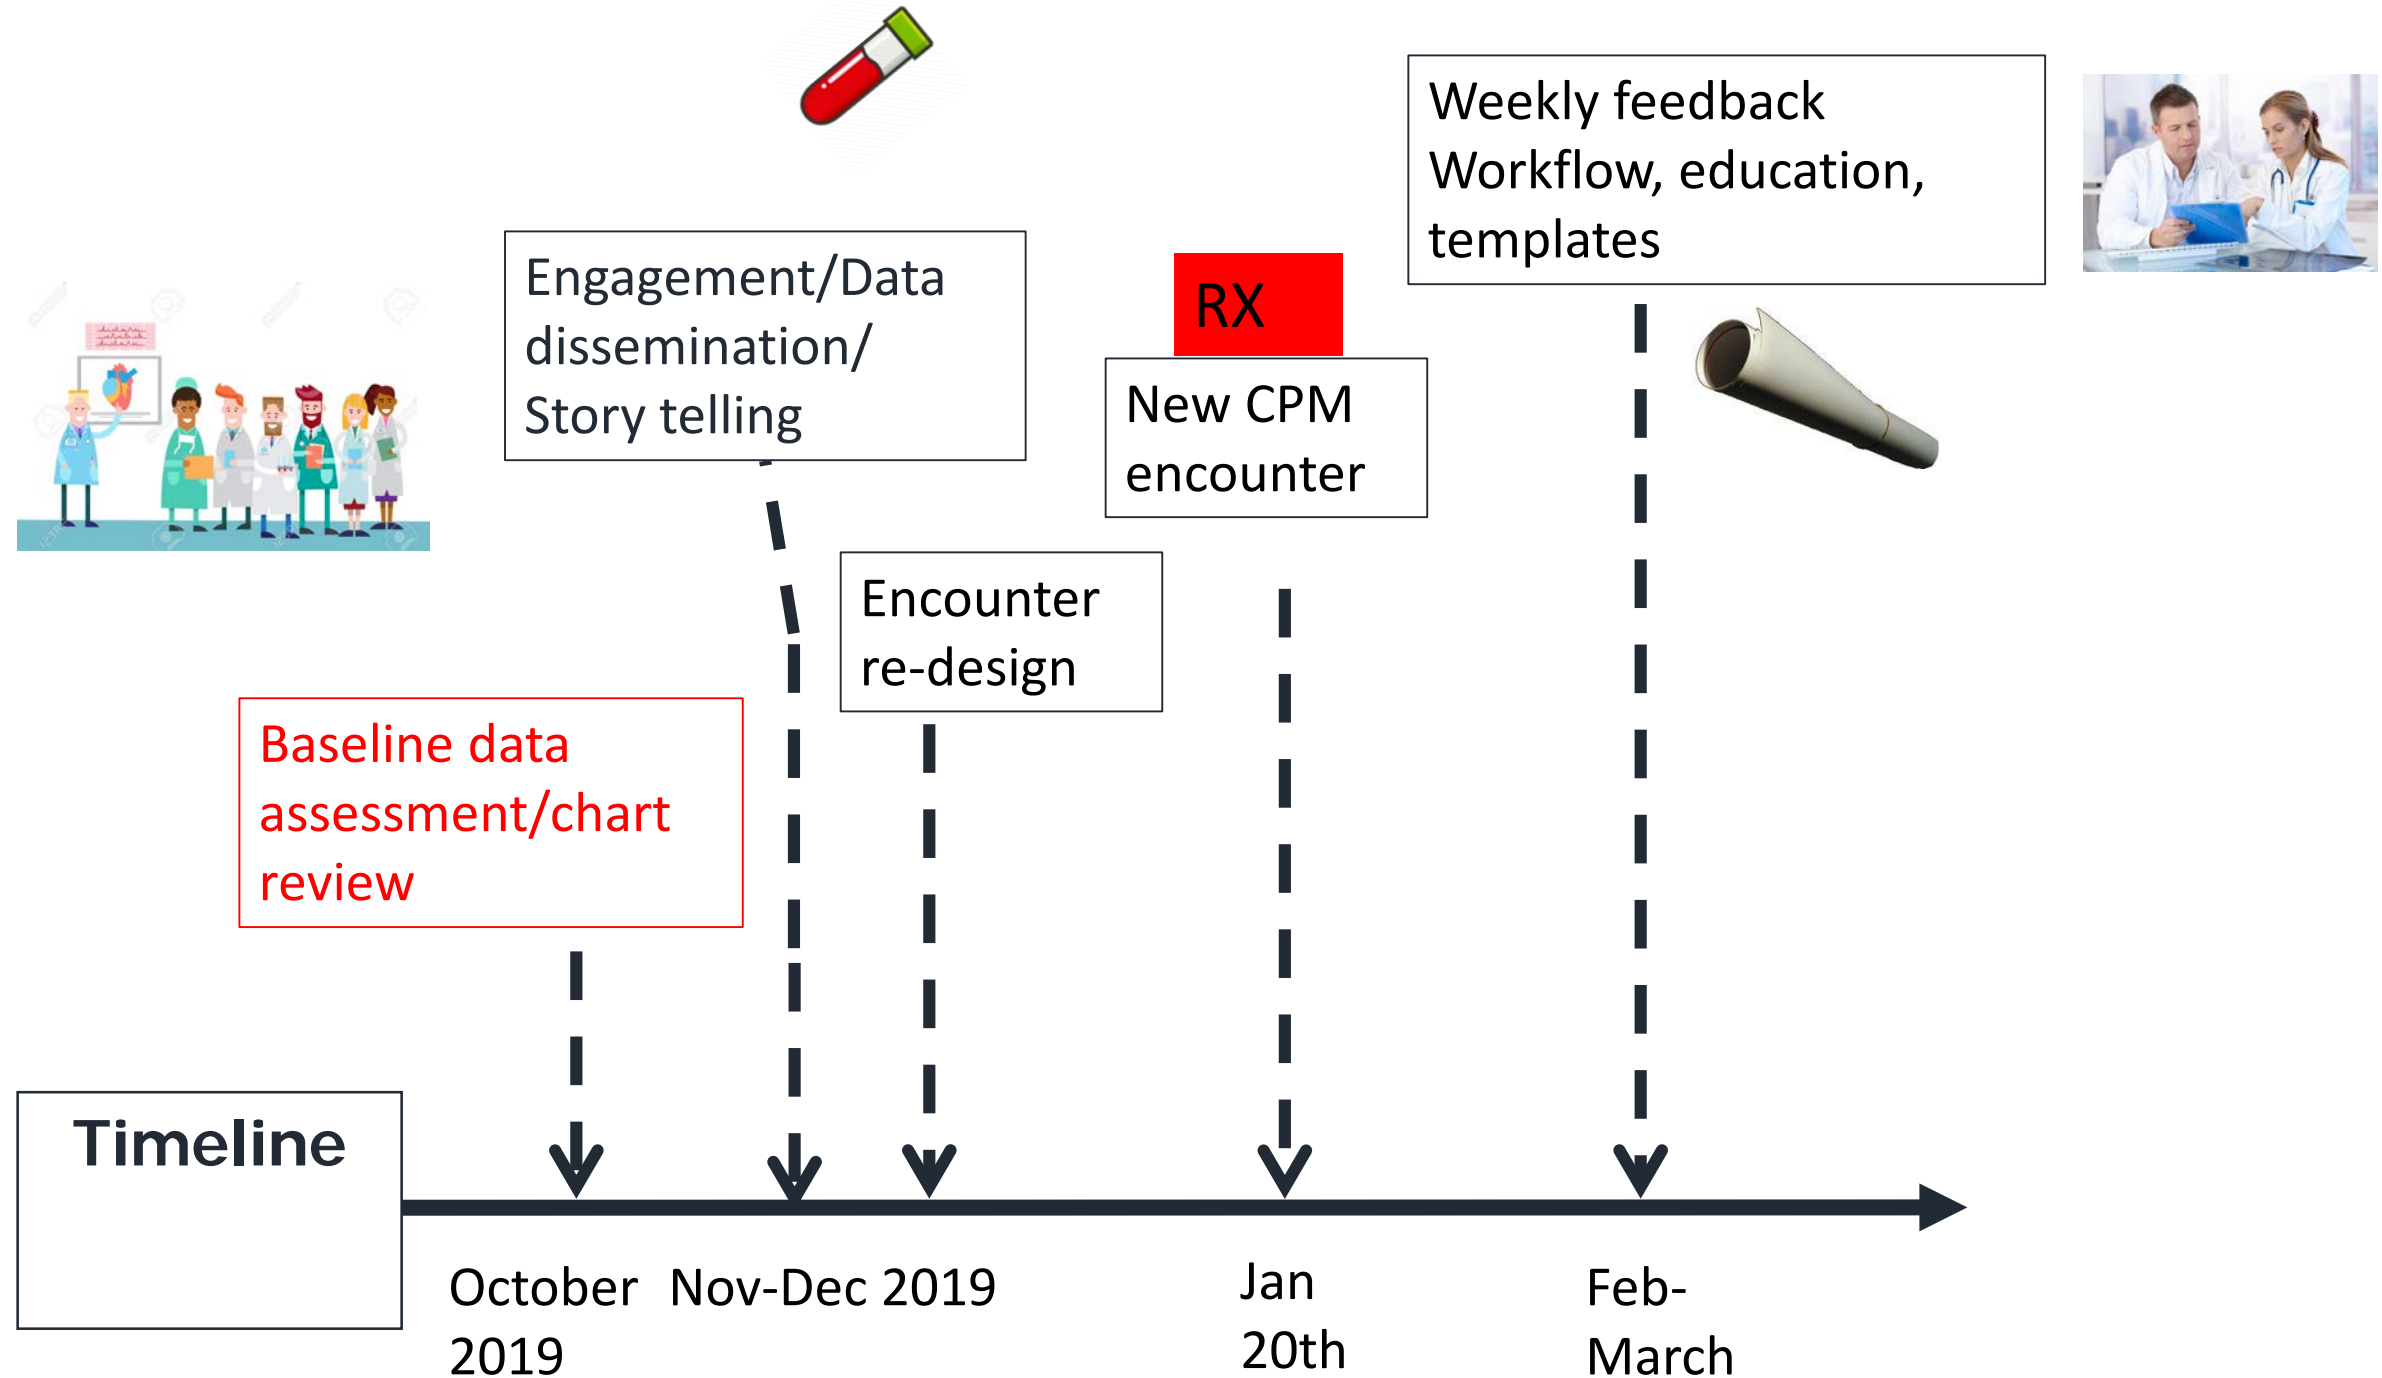 Weekly feedback
Workflow, education,
templates
Engagement/Data
dissemination/
Story telling
RX
New CPM
encounter
Encounter
re-design
Baseline data
assessment/chart
review
Timeline
October
2019
Nov-Dec 2019
Jan
20th
Feb-
March